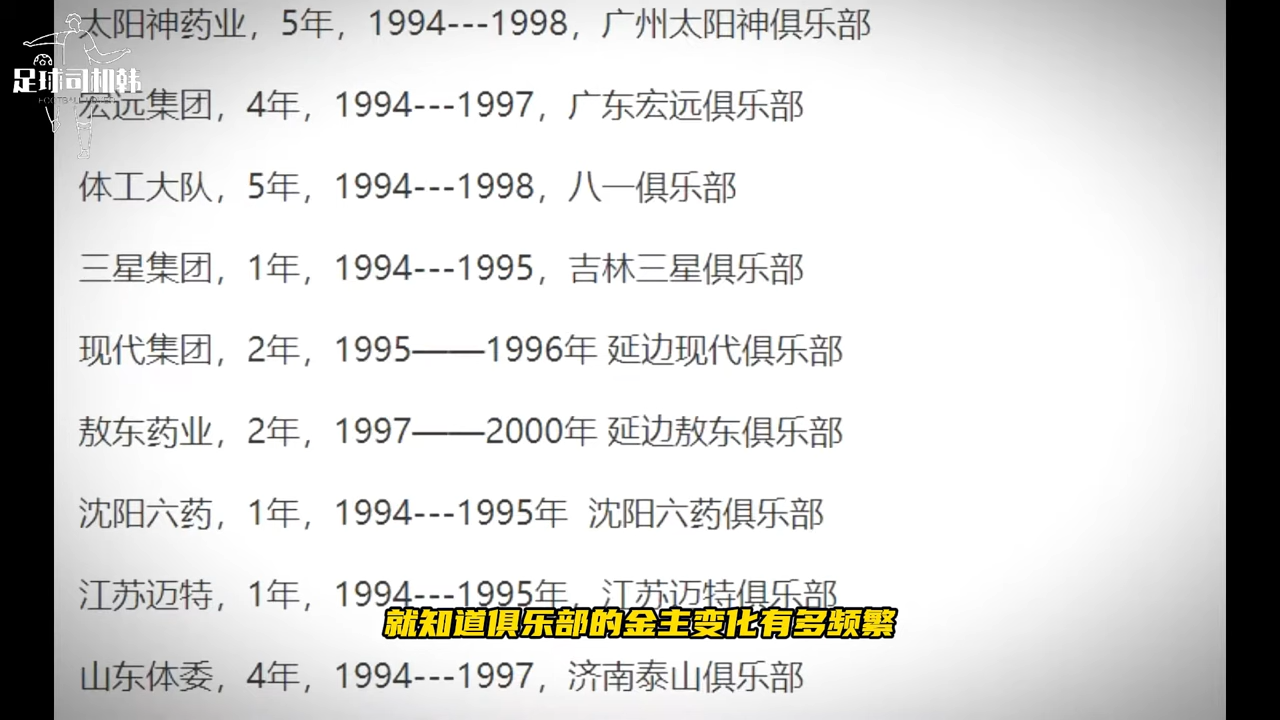 太阳神药业，5年，1994---1998，广州太阳神俱乐部
足球司机韩
宏远集团，4年，1994---1997，广东宏远俱乐部
体工大队，5年，1994---1998，八一俱乐部
三星集团，1年，1994---1995，吉林三星俱乐部
现代集团，2年，1995——1996年 延边现代俱乐部
敖东药业，2年，1997——2000年 延边敖东俱乐部
沈阳六药，1年，1994---1995年 沈阳六药俱乐部
江苏迈特，1年，1994---1995年，江苏迈特俱乐部
就知道俱乐部的金主变化有多频繁
山东体委，4年，1994---1997，济南泰山俱乐部